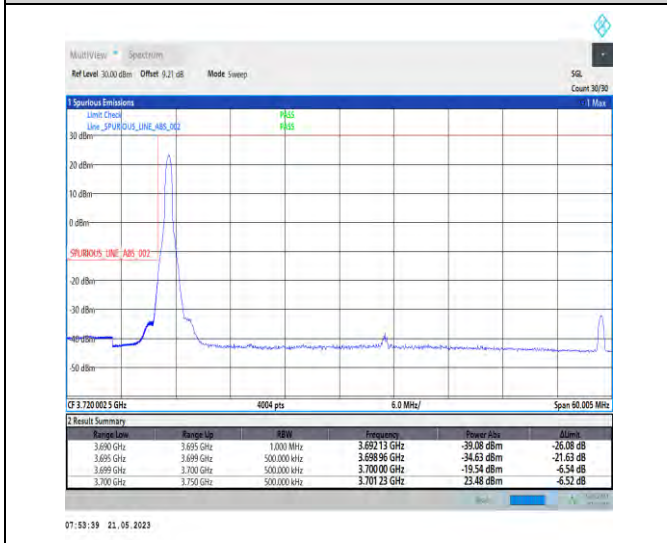 MultiView Spectrum
Ref Level 30.00 dBm Offset 9.21 dB Mode Sweep SGL
Count 30/30
1 Spurious Emissions 1 Max
Limit Check PASS
Line _SPURIOUS_LINE_ABS_002 PASS
30 dBm
20 dBm
10 dBm
0 dBm
_SPURIOUS_LINE_ABS_002
-20 dBm
-30 dBm
-40 dBm
-50 dBm
CF 3.720 002 5 GHz 4004 pts 6.0 MHz/ Span 60.005 MHz
2 Result Summary
Range Low Range Up RBW Frequency Power Abs ΔLimit
3.690 GHz 3.695 GHz 1.000 MHz 3.692 13 GHz -39.08 dBm -26.08 dB
3.695 GHz 3.699 GHz 500.000 kHz 3.698 96 GHz -34.63 dBm -21.63 dB
3.699 GHz 3.700 GHz 500.000 kHz 3.700 00 GHz -19.54 dBm -6.54 dB
3.700 GHz 3.750 GHz 500.000 kHz 3.701 23 GHz 23.48 dBm -6.52 dB
07:53:39 21.05.2023